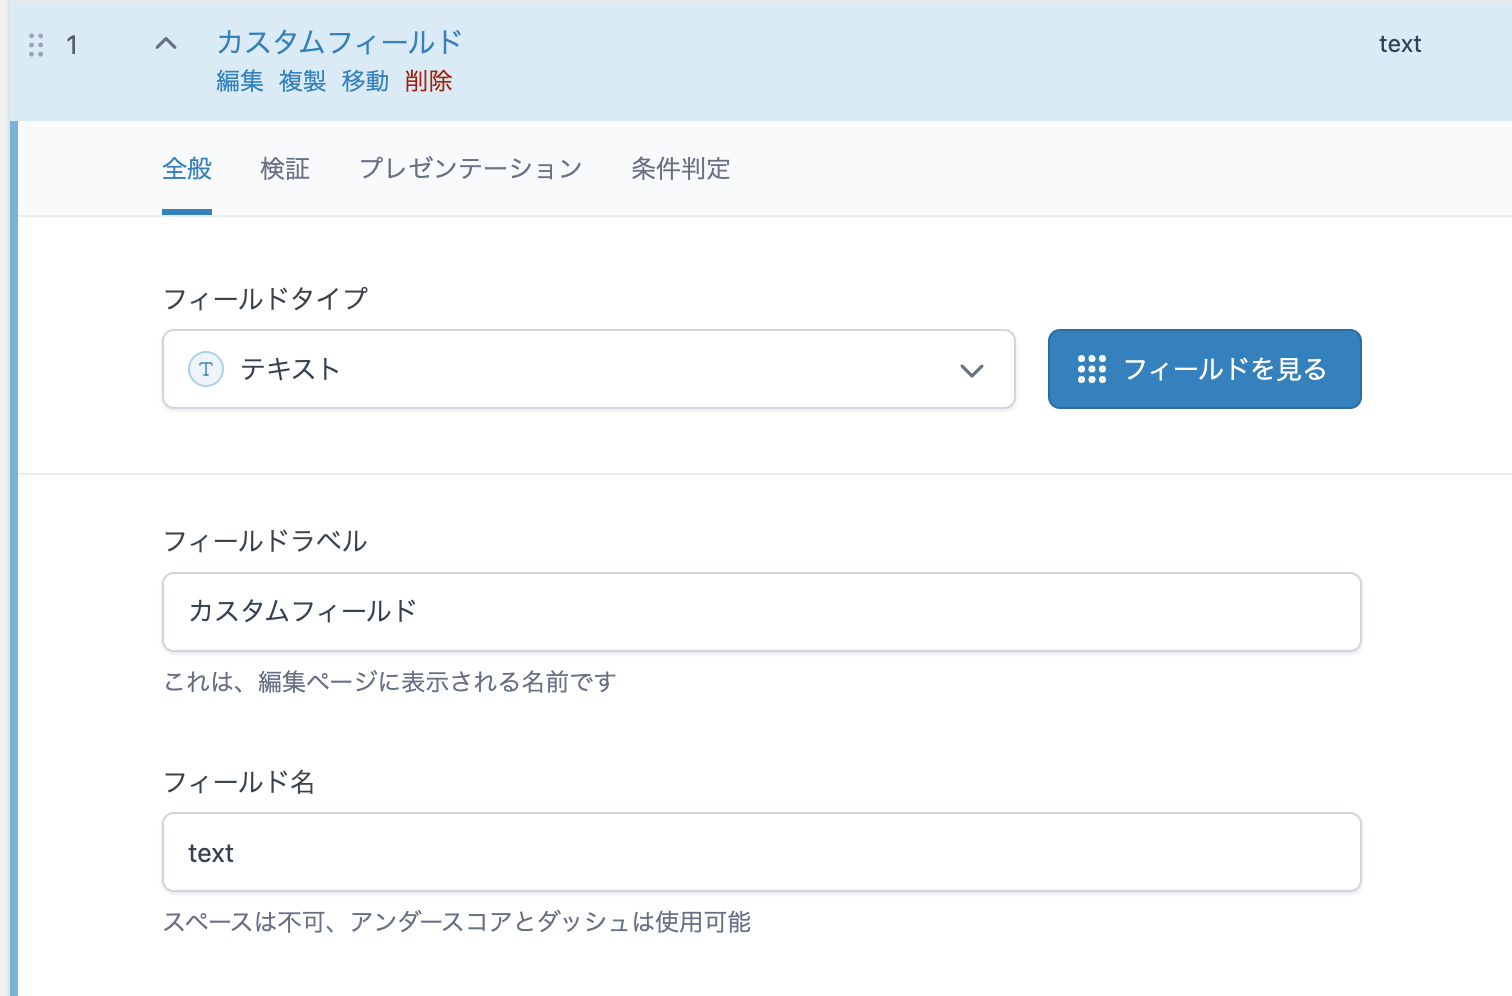 1 カスタムフィールド text
編集 複製 移動 削除
全般 検証 プレゼンテーション 条件判定
フィールドタイプ
T テキスト フィールドを見る
フィールドラベル
カスタムフィールド
これは、編集ページに表示される名前です
フィールド名
text
スペースは不可、アンダースコアとダッシュは使用可能